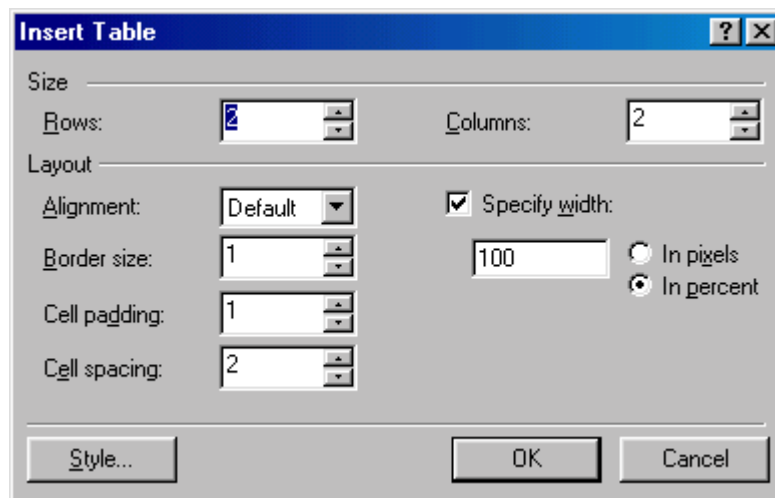 Insert Table
Size
Rows: 2 Columns: 2
Layout
Alignment: Default Specify width:
Border size: 1 100 In pixels
In percent
Cell padding: 1
Cell spacing: 2
Style... OK Cancel